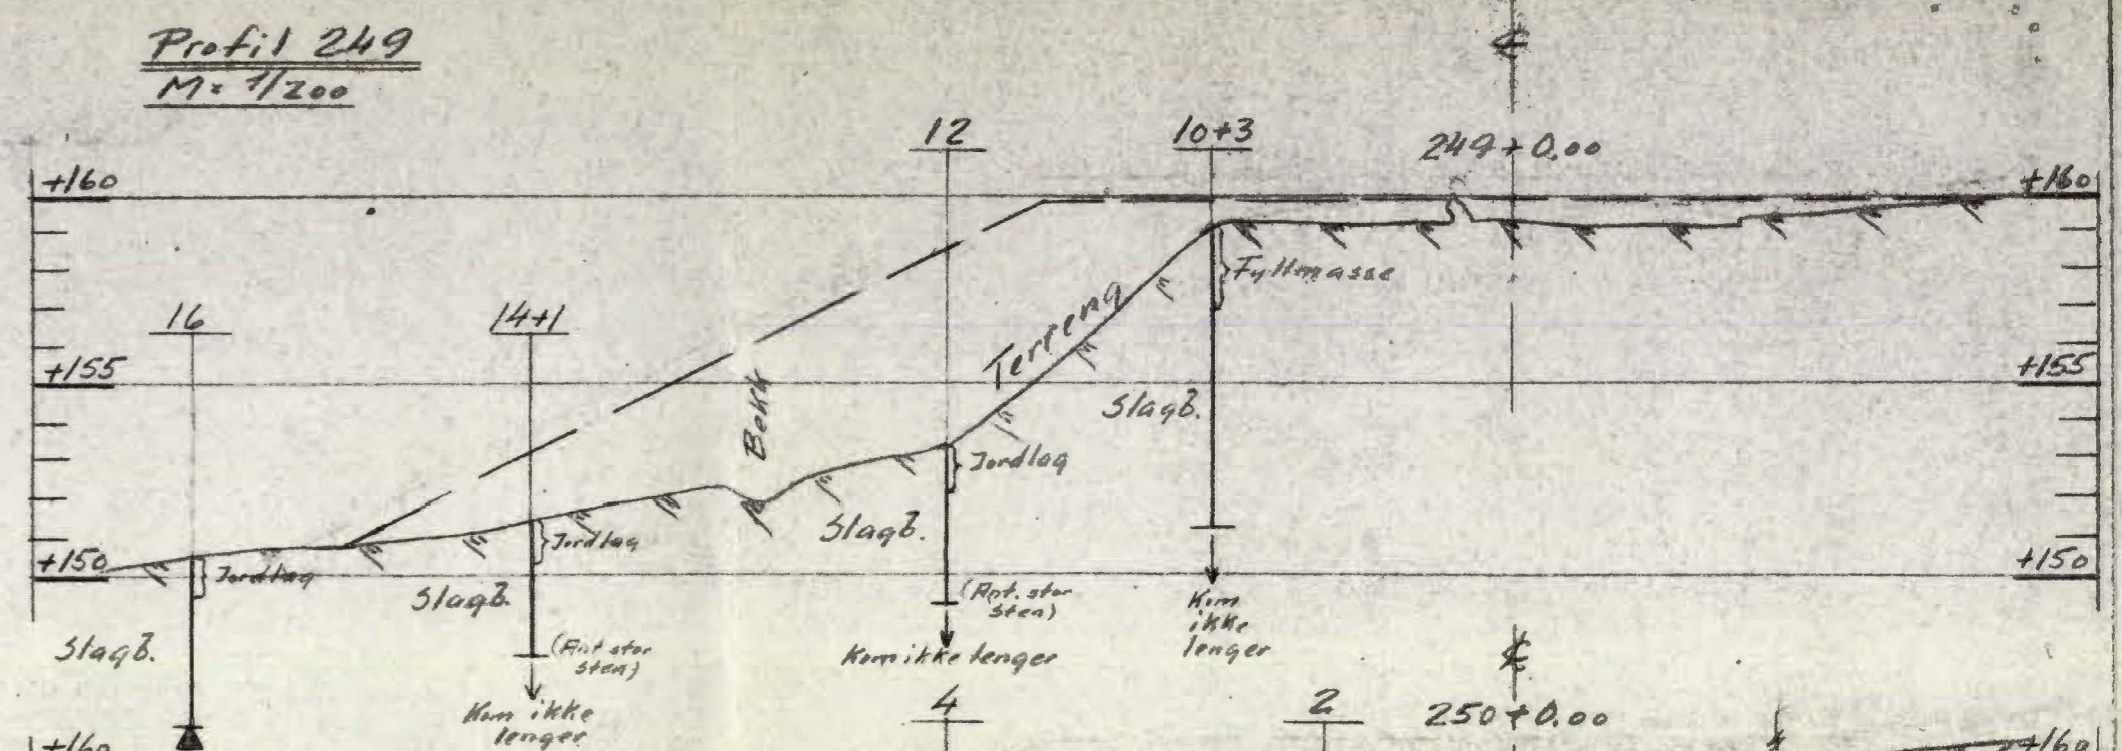 Profil 249
M= 1/200
℄
12
10+3
249+0.00
+160
+160
Fyllmasse
16
14+1
Terreng
+155
+155
Slagb.
Bekk
Jordlag
Slagb.
Jordlag
+150
Jordlag
+150
Slagb.
(Ant. stor
sten)
Kom
ikke
lenger
Slagb.
(Ant. stor
sten)
Kom ikke lenger
℄
Kom ikke
lenger
4
2
250+0.00
+160
+160